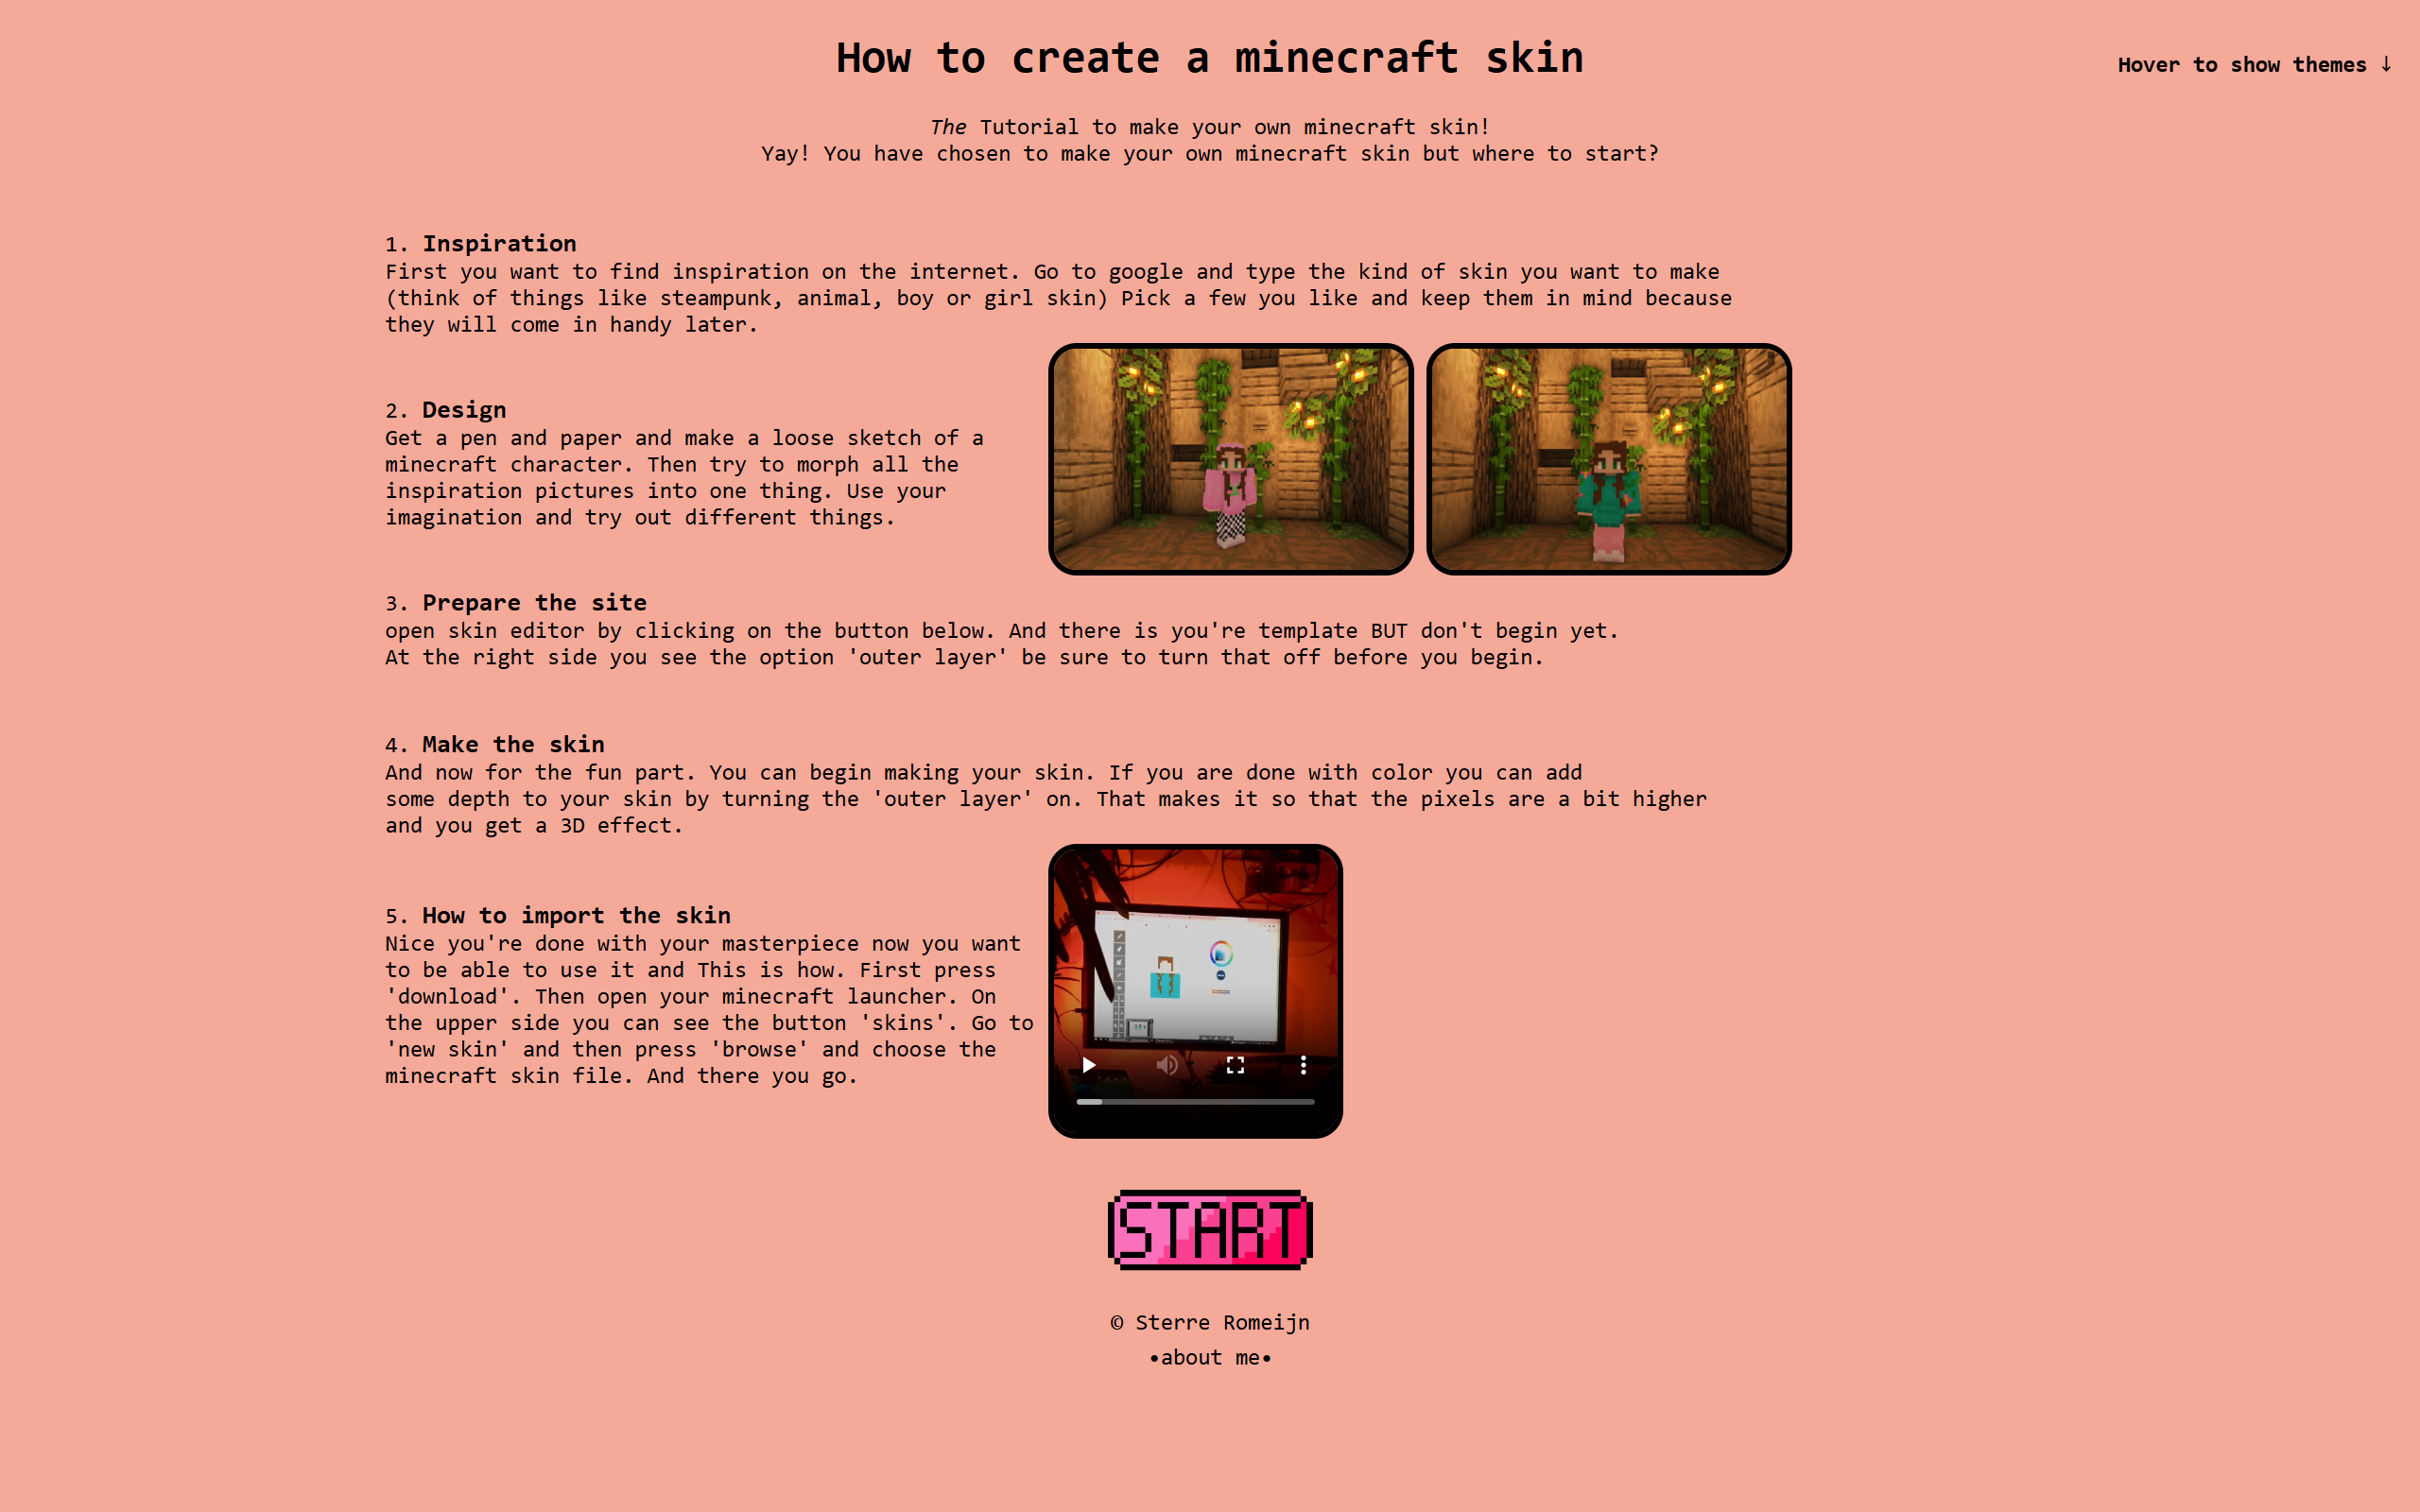 How to create a minecraft skin
Hover to show themes ↓
The Tutorial to make your own minecraft skin!
Yay! You have chosen to make your own minecraft skin but where to start?
1. Inspiration
First you want to find inspiration on the internet. Go to google and type the kind of skin you want to make
(think of things like steampunk, animal, boy or girl skin) Pick a few you like and keep them in mind because
they will come in handy later.
2. Design
Get a pen and paper and make a loose sketch of a
minecraft character. Then try to morph all the
inspiration pictures into one thing. Use your
imagination and try out different things.
3. Prepare the site
open skin editor by clicking on the button below. And there is you're template BUT don't begin yet.
At the right side you see the option 'outer layer' be sure to turn that off before you begin.
4. Make the skin
And now for the fun part. You can begin making your skin. If you are done with color you can add
some depth to your skin by turning the 'outer layer' on. That makes it so that the pixels are a bit higher
and you get a 3D effect.
5. How to import the skin
Nice you're done with your masterpiece now you want
to be able to use it and This is how. First press
'download'. Then open your minecraft launcher. On
the upper side you can see the button 'skins'. Go to
'new skin' and then press 'browse' and choose the
minecraft skin file. And there you go.
START
© Sterre Romeijn
•about me•